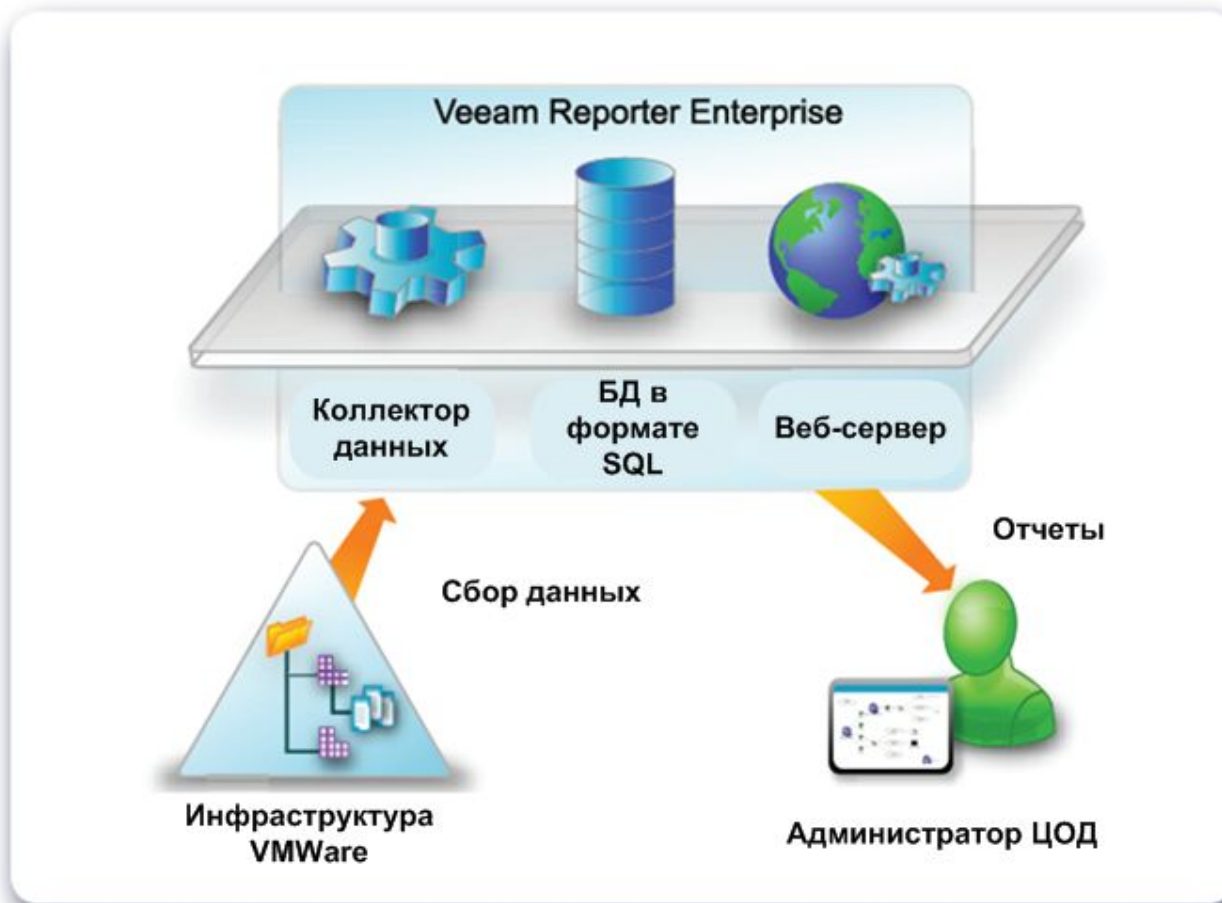 Veeam Reporter Enterprise
Коллектор
данных
БД в
формате
SQL
Веб-сервер
Отчеты
Сбор данных
Инфраструктура
VMWare
Администратор ЦОД